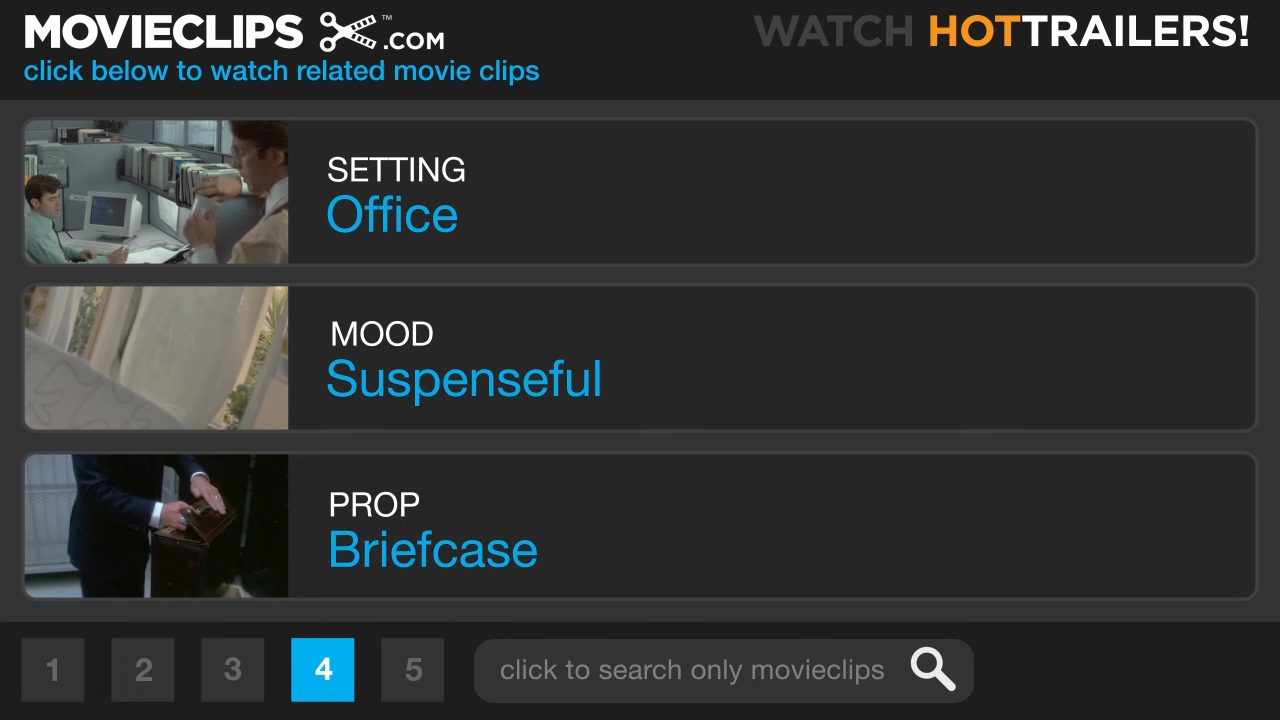 MOVIECLIPS ™ .COM
WATCH HOTTRAILERS!
click below to watch related movie clips
SETTING
Office
MOOD
Suspenseful
PROP
Briefcase
1 2 3 4 5 click to search only movieclips